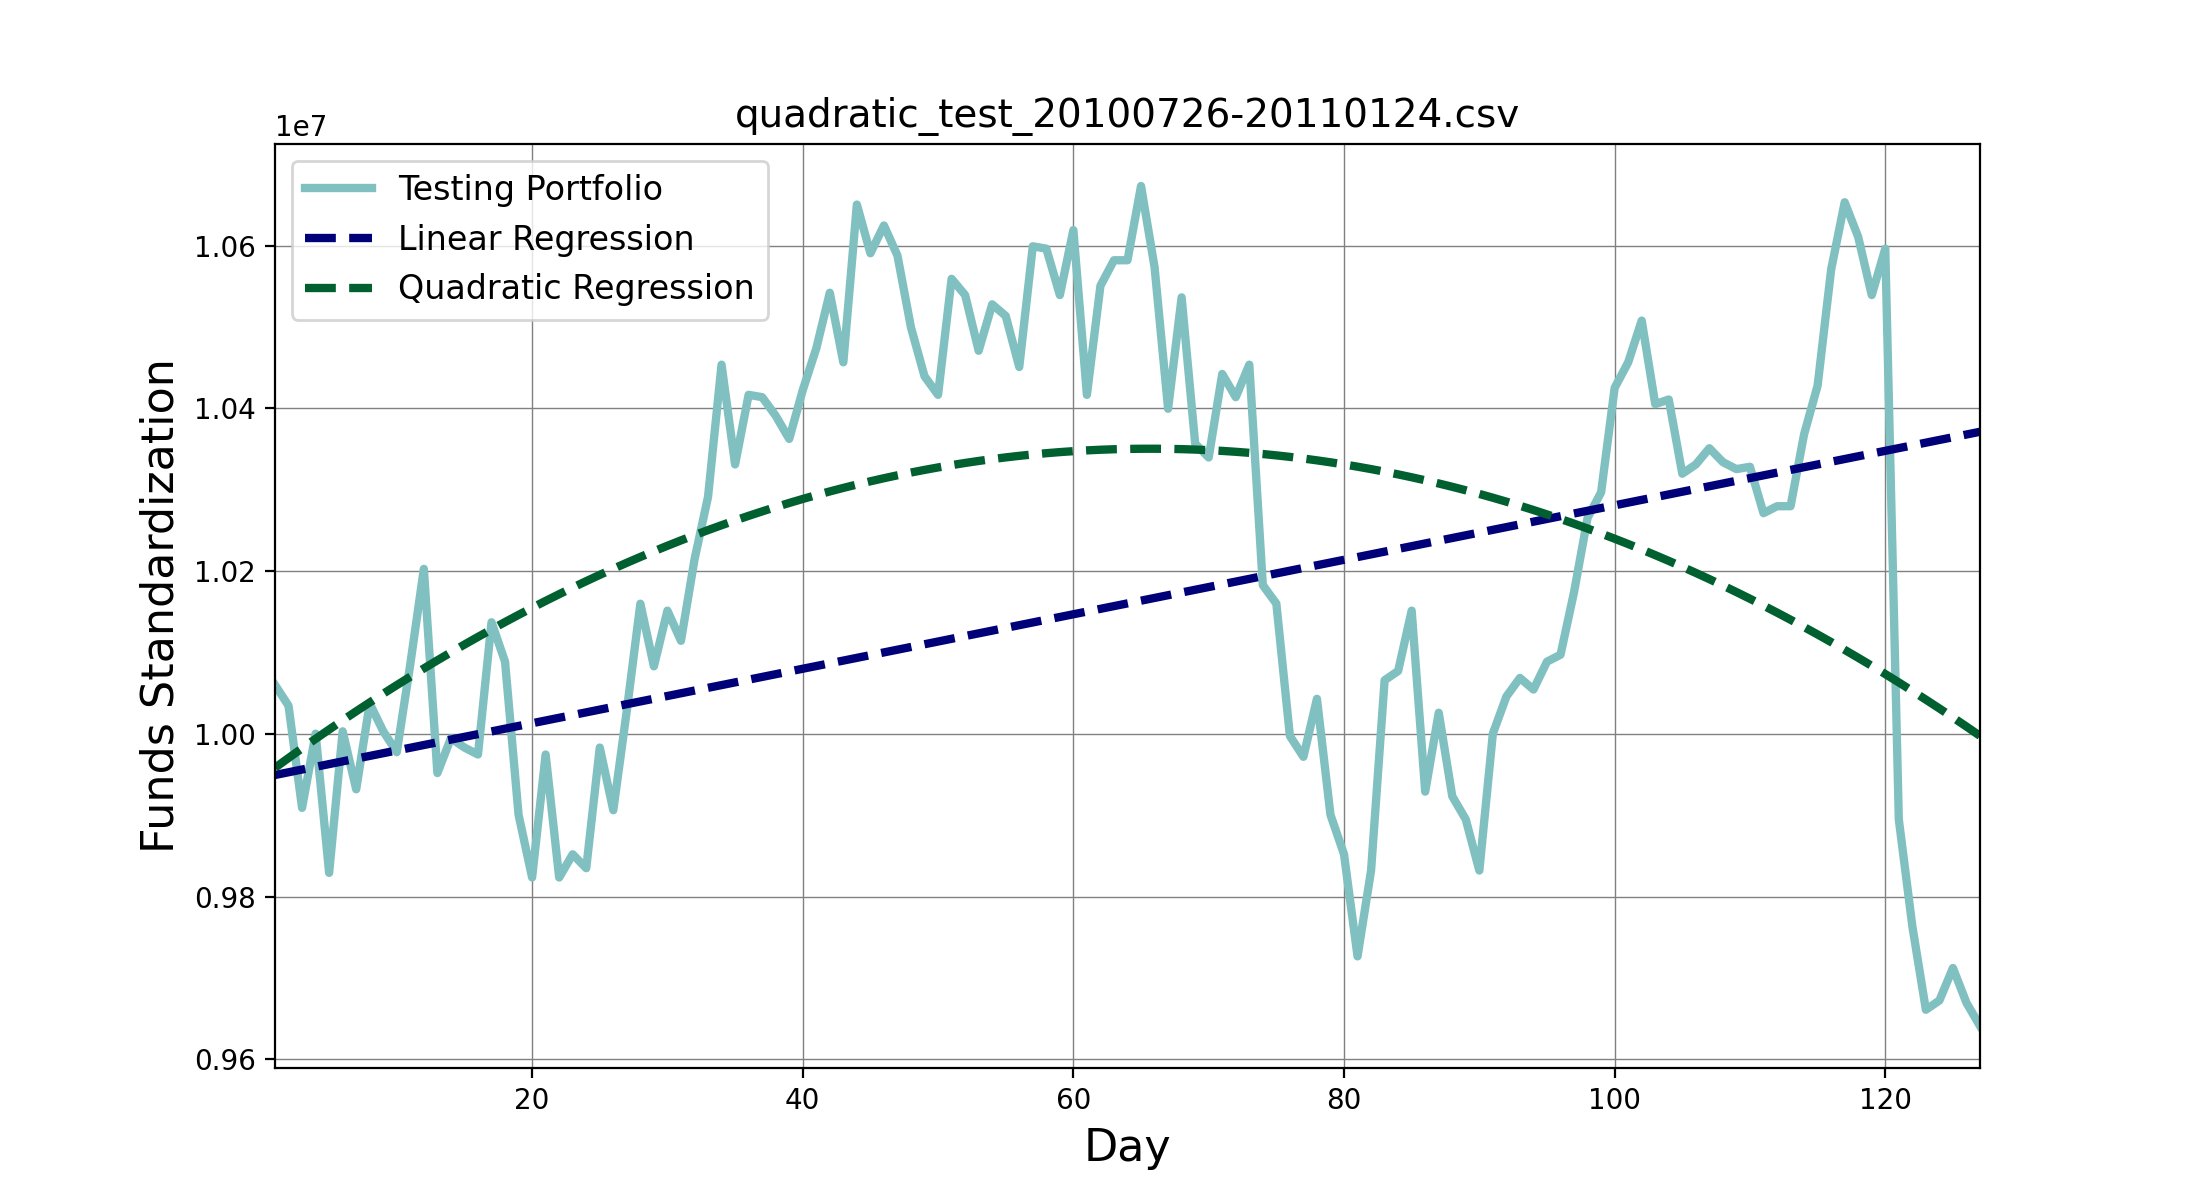 quadratic_test_20100726-20110124.csv
1e7
Testing Portfolio
Linear Regression
Quadratic Regression
Funds Standardization
1.06
1.04
1.02
1.00
0.98
0.96
20 40 60 80 100 120
Day